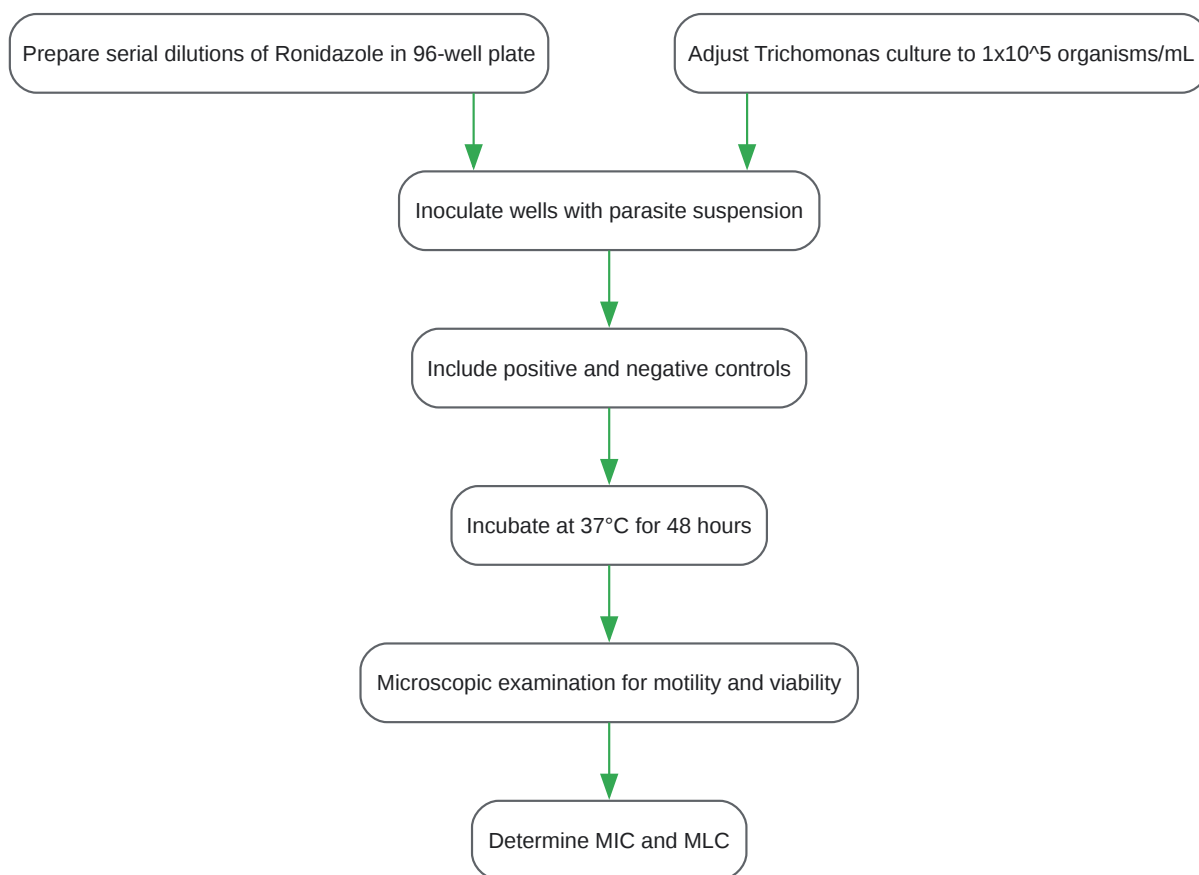 Prepare serial dilutions of Ronidazole in 96-well plate
Adjust Trichomonas culture to 1x10^5 organisms/mL
Inoculate wells with parasite suspension
Include positive and negative controls
Incubate at 37°C for 48 hours
Microscopic examination for motility and viability
Determine MIC and MLC